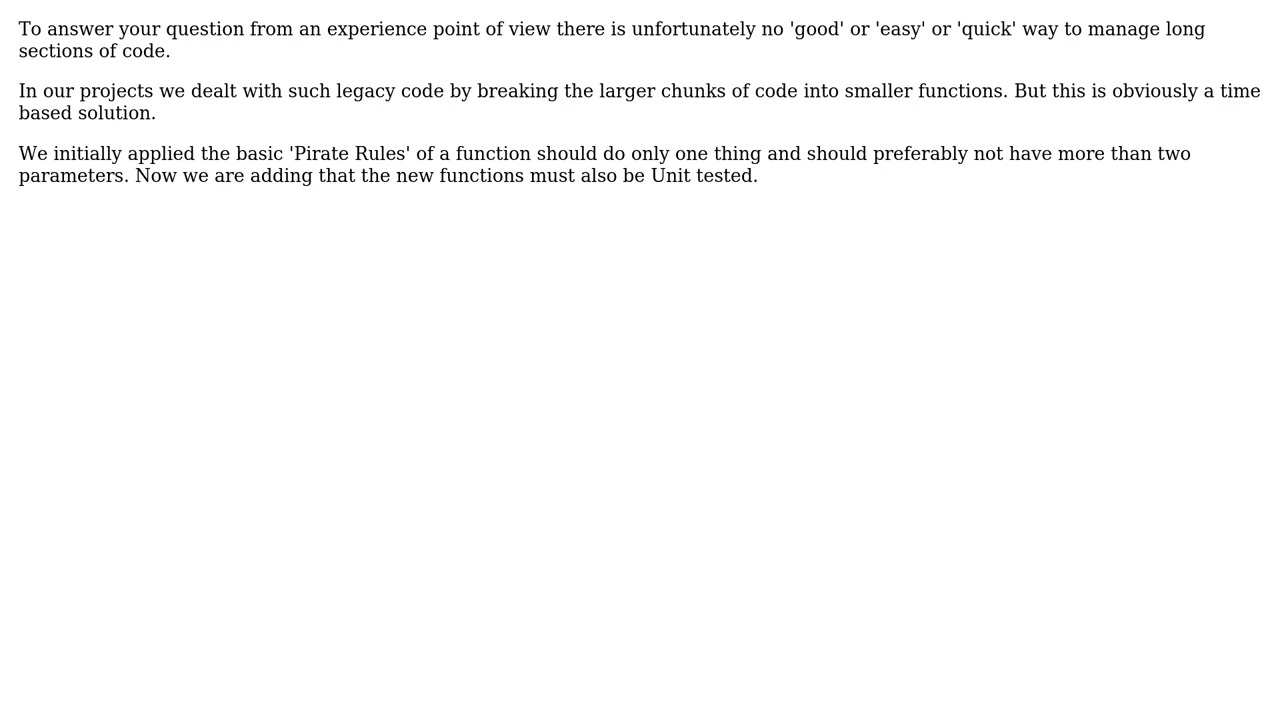 To answer your question from an experience point of view there is unfortunately no 'good' or 'easy' or 'quick' way to manage long
sections of code.
In our projects we dealt with such legacy code by breaking the larger chunks of code into smaller functions. But this is obviously a time
based solution.
We initially applied the basic 'Pirate Rules' of a function should do only one thing and should preferably not have more than two
parameters. Now we are adding that the new functions must also be Unit tested.